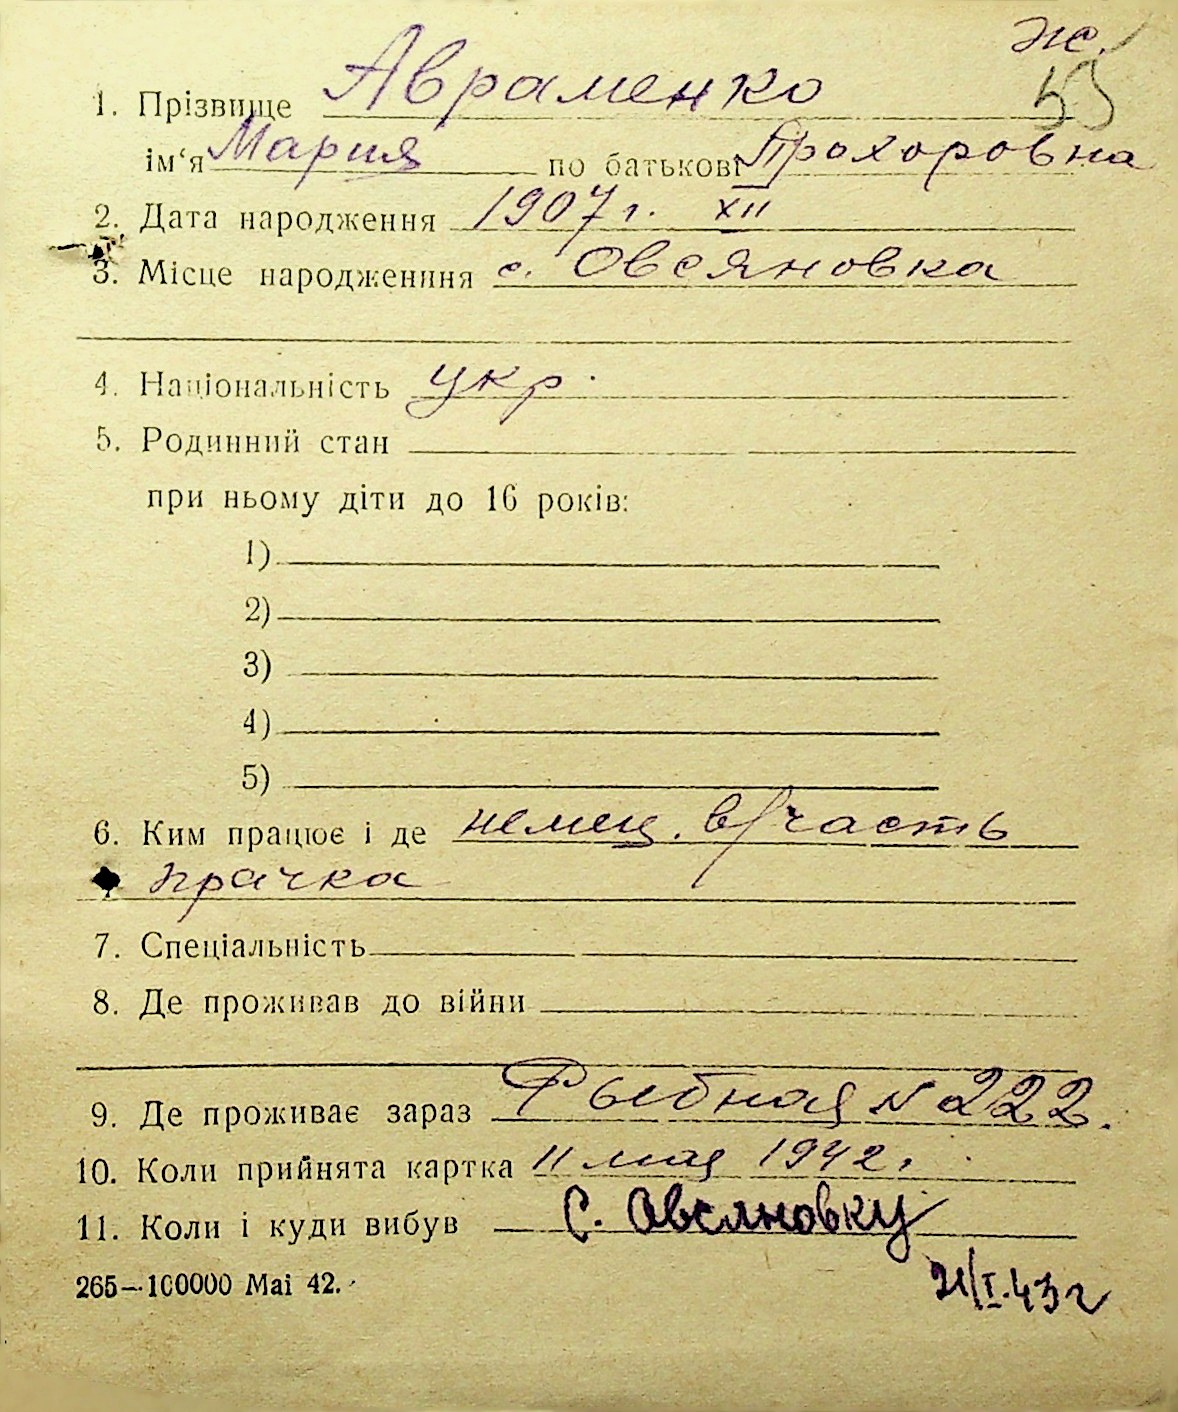 ж.
55
1. Прізвище Авраменко
ім‘я Мария по батькові Прохоровна
2. Дата народження 1907 г. XII
3. Місце народженння с. Овсяновка
4. Національність укр.
5. Родинний стан
при ньому діти до 16 років:
1)
2)
3)
4)
5)
6. Ким працює і де немец. в/часть
прачка
7. Спеціальність
8. Де проживав до війни
9. Де проживає зараз Рыбная № 222.
10. Коли прийнята картка 11 мая 1942 г.
11. Коли і куди вибув с. Овсяновку
21/I.43 г
265—100000 Mai 42.